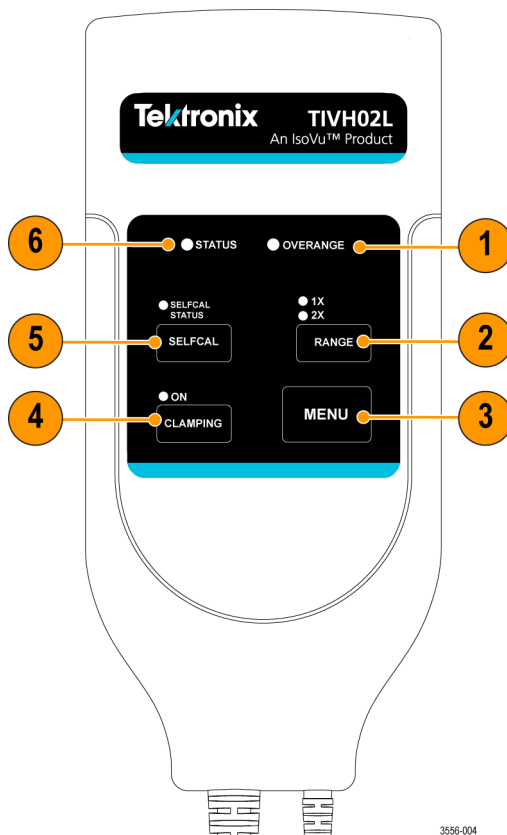 Tektronix
TIVH02L
An IsoVu™ Product
6
STATUS
OVERANGE
1
SELFCAL
STATUS
1X
2X
5
SELFCAL
RANGE
2
ON
4
CLAMPING
MENU
3
3556-004